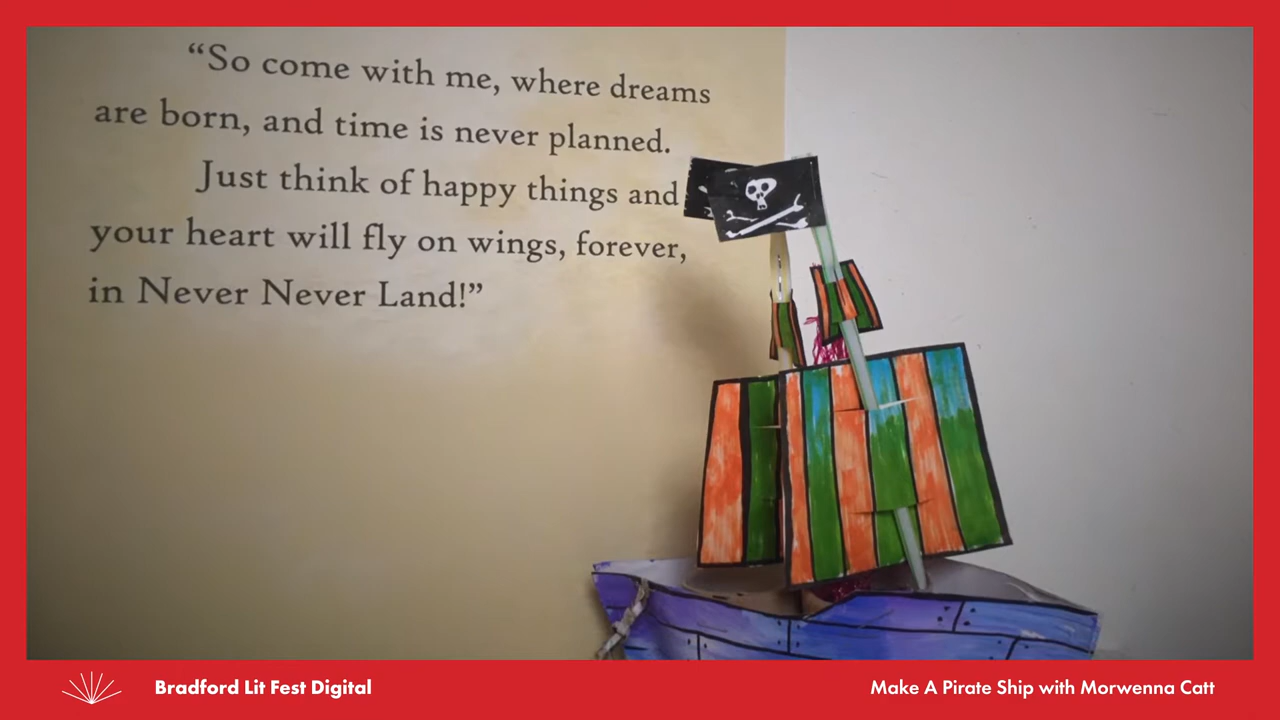 “So come with me, where dreams
are born, and time is never planned.
Just think of happy things and
your heart will fly on wings, forever,
in Never Never Land!”
Bradford Lit Fest Digital
Make A Pirate Ship with Morwenna Catt